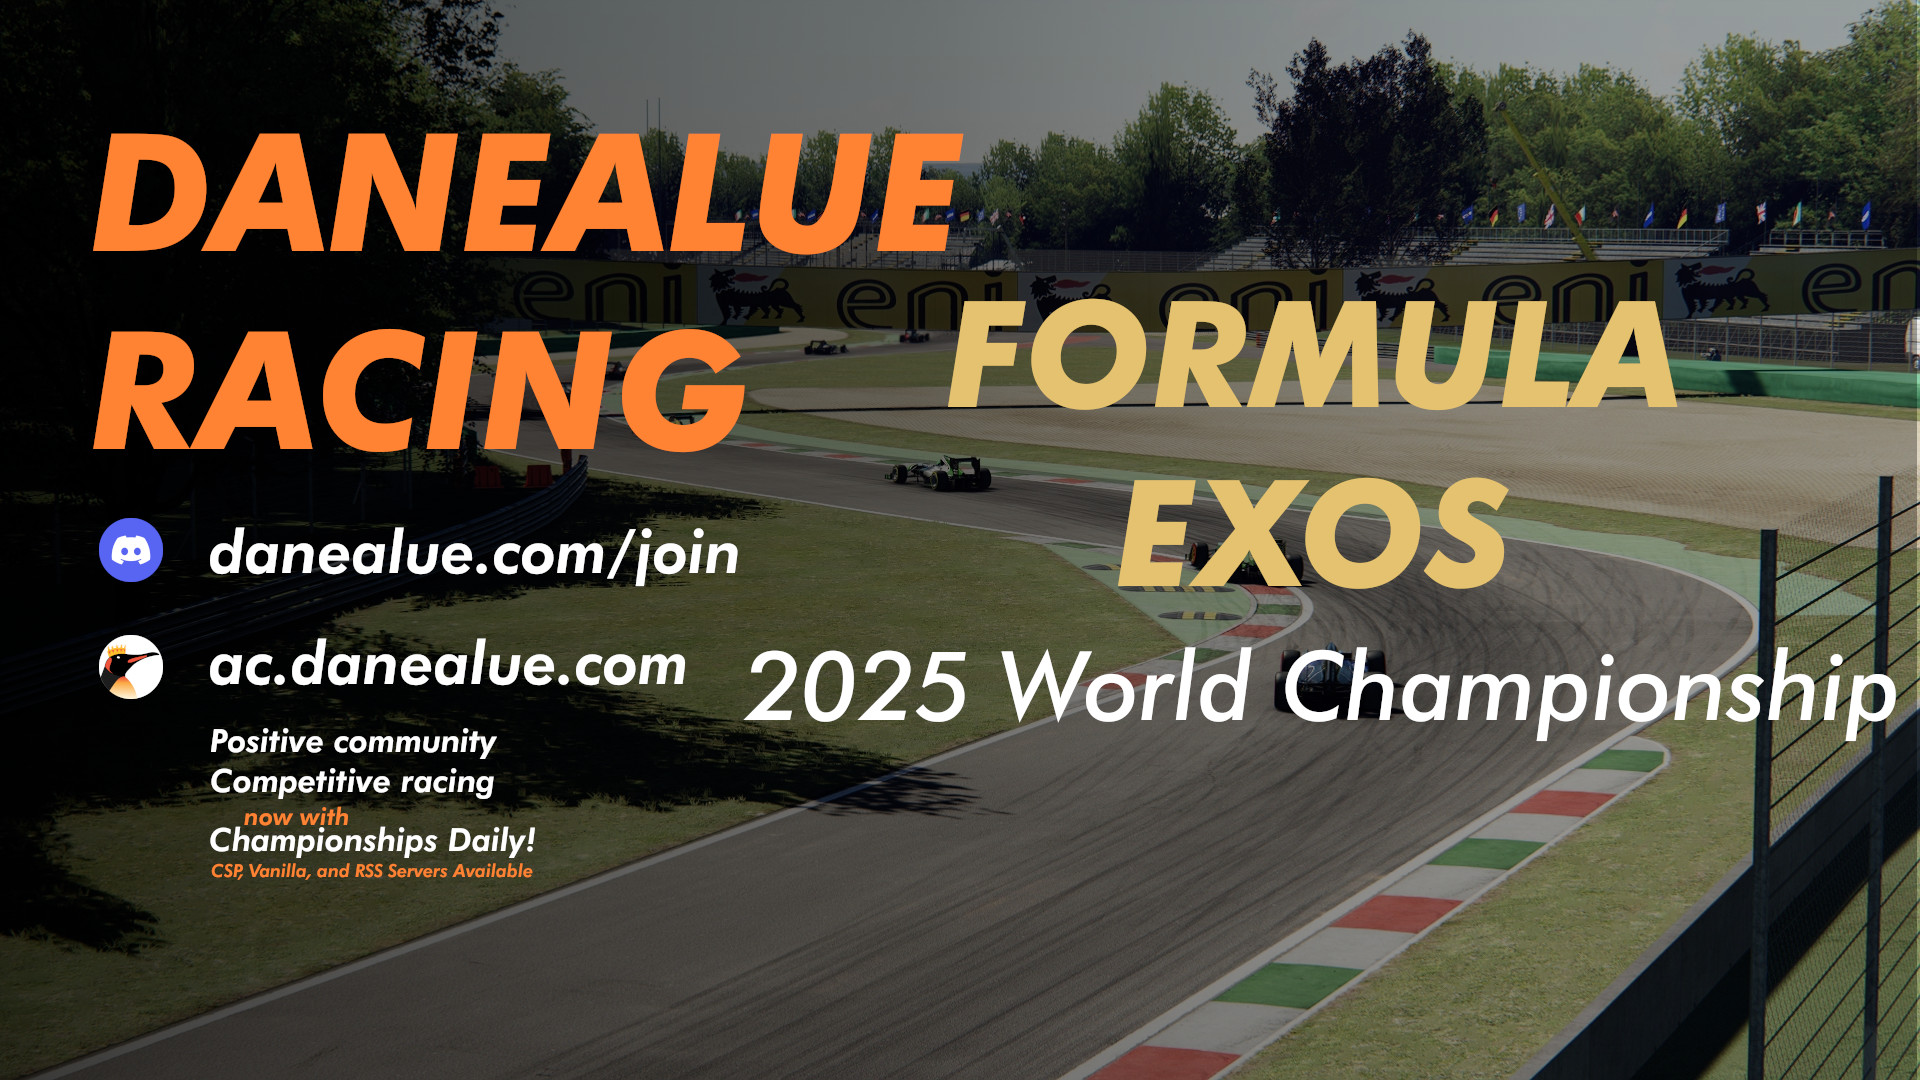 DANEALUE
RACING
danealue.com/join
ac.danealue.com
Positive community
Competitive racing
now with
Championships Daily!
CSP, Vanilla, and RSS Servers Available
FORMULA
EXOS
2025 World Championship
eni eni eni eni en